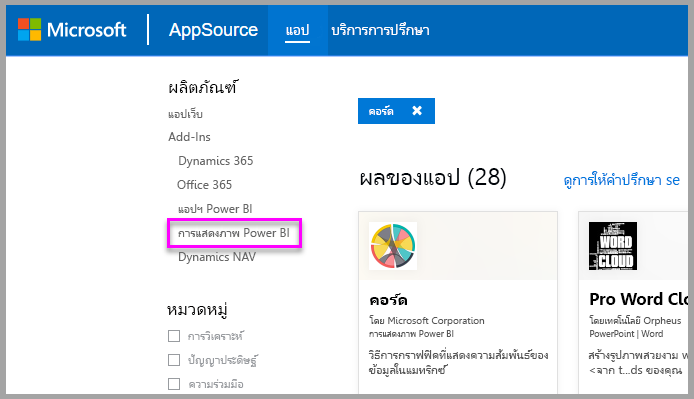 Microsoft AppSource แอป บริการการปรึกษา
ผลิตภัณฑ์
แอปเว็บ
Add-Ins
Dynamics 365
Office 365
แอปฯ Power BI
การแสดงภาพ Power BI
Dynamics NAV
หมวดหมู่
การวิเคราะห์
ปัญญาประดิษฐ์
ความร่วมมือ
คอร์ด ×
ผลของแอป (28) ดูการให้คำปรึกษา se
คอร์ด
โดย Microsoft Corporation
การแสดงภาพ Power BI
วิธีการกราฟฟิคที่แสดงความสัมพันธ์ของ
ข้อมูลในแมทริกซ์
WORD
CLOUD
Pro Word Clo
โดยเทคโนโลยี Orpheus
PowerPoint | Word
สร้างรูปภาพสวยงาม w
<จาก t...ds ของคุณ